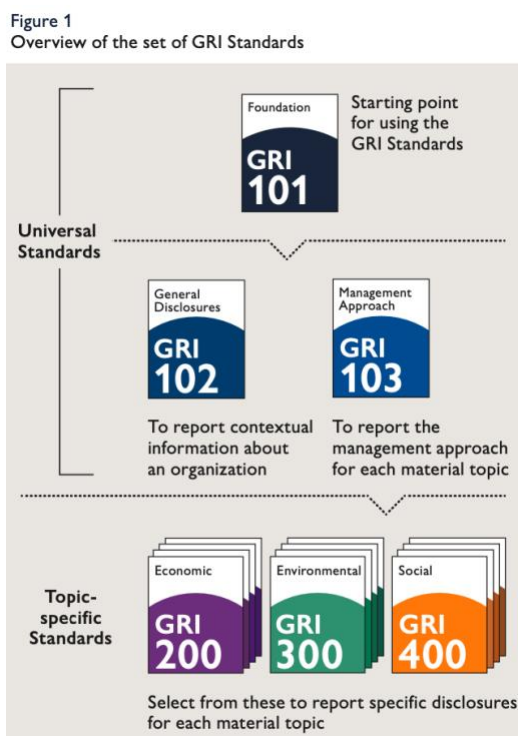 Figure 1
Overview of the set of GRI Standards
Foundation
GRI
101
Starting point
for using the
GRI Standards
Universal
Standards
General
Disclosures
GRI
102
Management
Approach
GRI
103
To report contextual
information about
an organization
To report the
management approach
for each material topic
Topic-
specific
Standards
Economic
GRI
200
Environmental
GRI
300
Social
GRI
400
Select from these to report specific disclosures
for each material topic